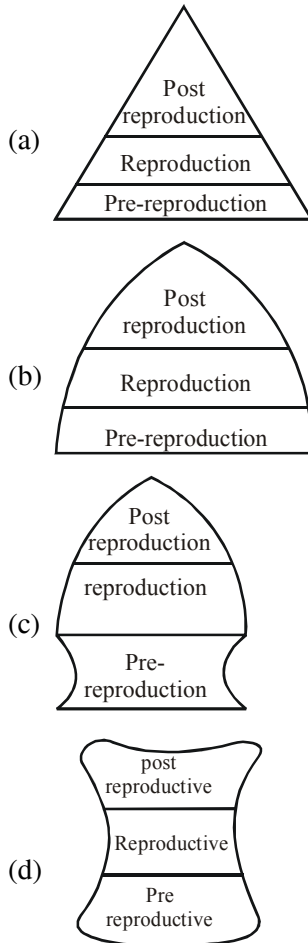 (a)
Post
reproduction
Reproduction
Pre-reproduction
(b)
Post
reproduction
Reproduction
Pre-reproduction
(c)
Post
reproduction
reproduction
Pre-
reproduction
(d)
post
reproductive
Reproductive
Pre
reproductive